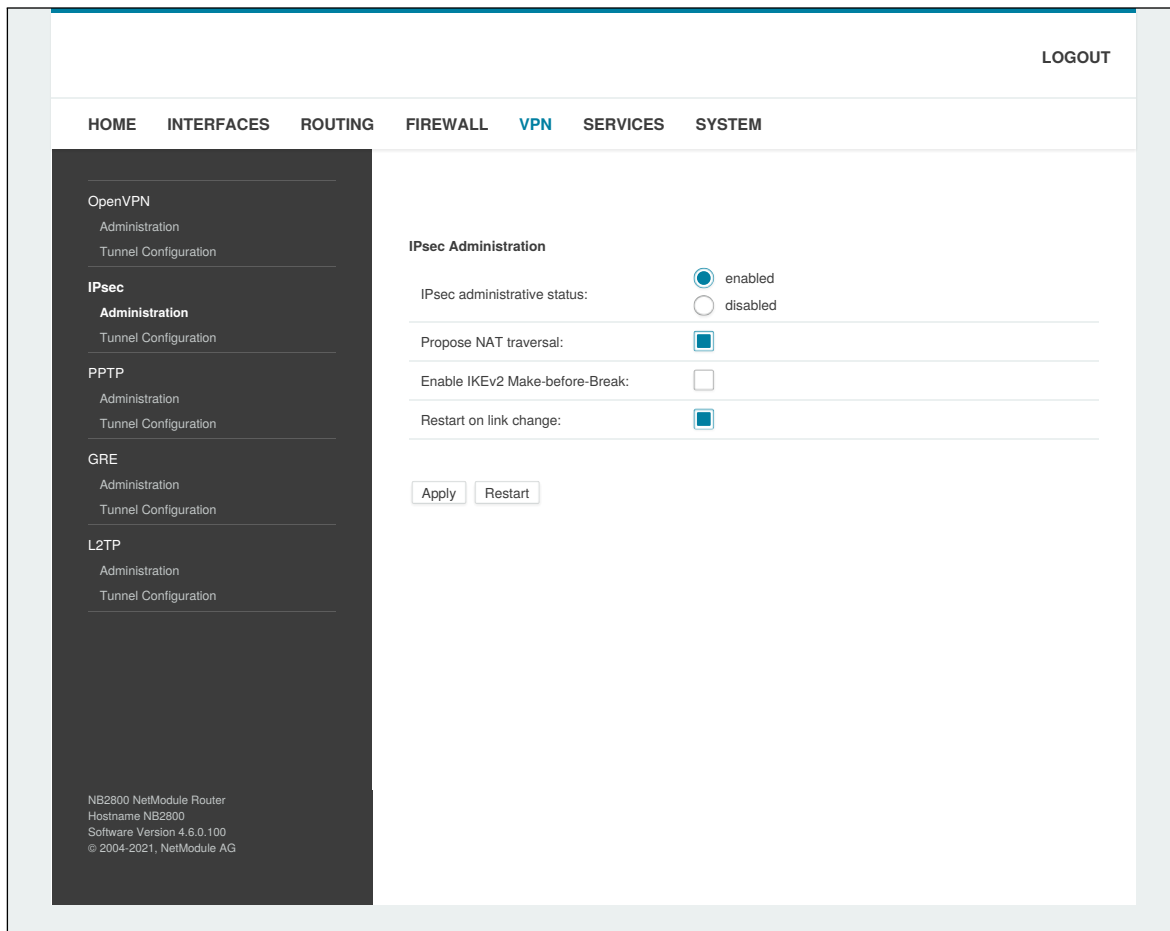 LOGOUT
HOME INTERFACES ROUTING FIREWALL VPN SERVICES SYSTEM
OpenVPN
Administration
Tunnel Configuration
IPsec
Administration
Tunnel Configuration
PPTP
Administration
Tunnel Configuration
GRE
Administration
Tunnel Configuration
L2TP
Administration
Tunnel Configuration
NB2800 NetModule Router
Hostname NB2800
Software Version 4.6.0.100
© 2004-2021, NetModule AG
IPsec Administration
IPsec administrative status:
enabled
disabled
Propose NAT traversal:
Enable IKEv2 Make-before-Break:
Restart on link change:
Apply Restart